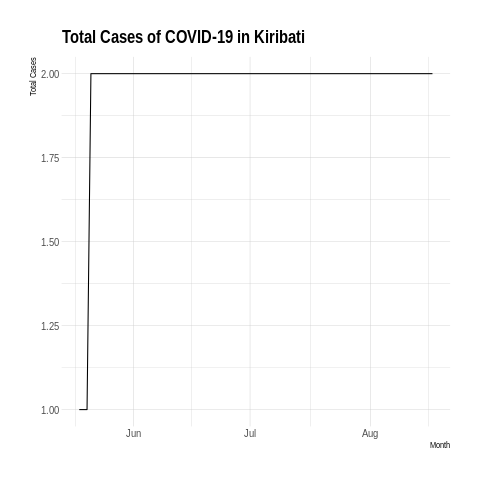 Total Cases of COVID-19 in Kiribati
Total Cases
2.00
1.75
1.50
1.25
1.00
Jun Jul Aug
Month